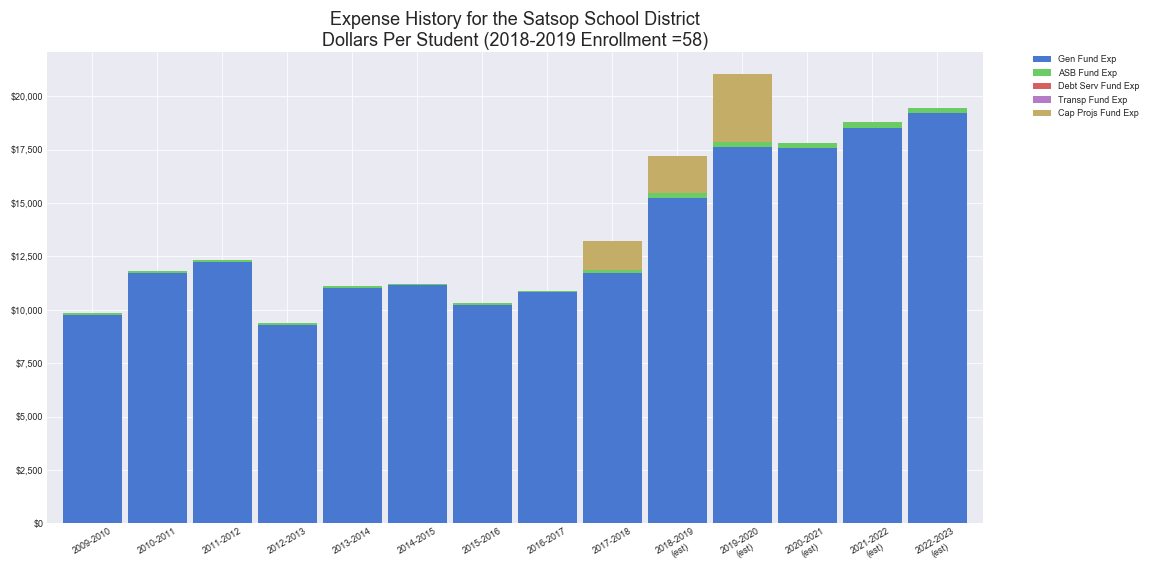 Expense History for the Satsop School District
Dollars Per Student (2018-2019 Enrollment =58)
Gen Fund Exp
ASB Fund Exp
Debt Serv Fund Exp
Transp Fund Exp
Cap Projs Fund Exp
$20,000
$17,500
$15,000
$12,500
$10,000
$7,500
$5,000
$2,500
$0
2009-2010
2010-2011
2011-2012
2012-2013
2013-2014
2014-2015
2015-2016
2016-2017
2017-2018
2018-2019
(est)
2019-2020
(est)
2020-2021
(est)
2021-2022
(est)
2022-2023
(est)